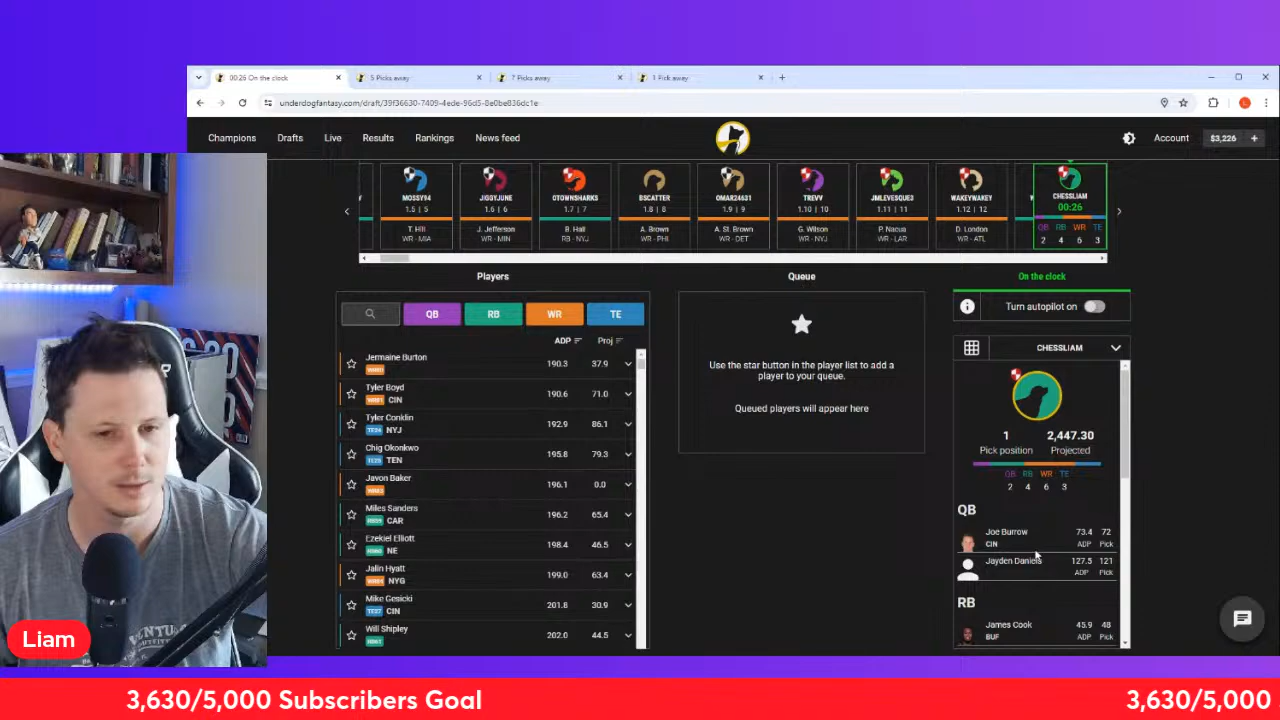 00:26 On the clock
5 Picks away
7 Picks away
1 Pick away
underdogfantasy.com/draft/39f36630-7409-4ede-96d5-8e0be836dc1e
Champions Drafts Live Results Rankings News feed
Account $3,226 +
MOSSY94
1.5 | 5
T. Hill
WR - MIA
JIGGYJUNE
1.6 | 6
J. Jefferson
WR - MIN
OTOWNSHARKS
1.7 | 7
B. Hall
RB - NYJ
BSCATTER
1.8 | 8
A. Brown
WR - PHI
OMAR24631
1.9 | 9
A. St. Brown
WR - DET
TREVV
1.10 | 10
G. Wilson
WR - NYJ
JMLEVESQUE3
1.11 | 11
P. Nacua
WR - LAR
WAKEYWAKEY
1.12 | 12
D. London
WR - ATL
CHESSLIAM
00:26
QB RB WR TE
2 4 6 3
Players
QB RB WR TE
ADP Proj
Jermaine Burton
190.3 37.9
Tyler Boyd
CIN
190.6 71.0
Tyler Conklin
NYJ
192.9 86.1
Chig Okonkwo
TEN
195.8 79.3
Javon Baker
196.1 0.0
Miles Sanders
CAR
196.2 65.4
Ezekiel Elliott
NE
198.4 46.5
Jalin Hyatt
NYG
199.0 63.4
Mike Gesicki
CIN
201.8 30.9
Will Shipley
202.0 44.5
Queue
Use the star button in the player list to add a
player to your queue.
Queued players will appear here
On the clock
Turn autopilot on
CHESSLIAM
1 2,447.30
Pick position Projected
QB RB WR TE
2 4 6 3
QB
Joe Burrow 73.4 72
CIN ADP Pick
Jayden Daniels 127.5 121
ADP Pick
RB
James Cook 45.9 48
BUF ADP Pick
Liam
3,630/5,000 Subscribers Goal
3,630/5,000